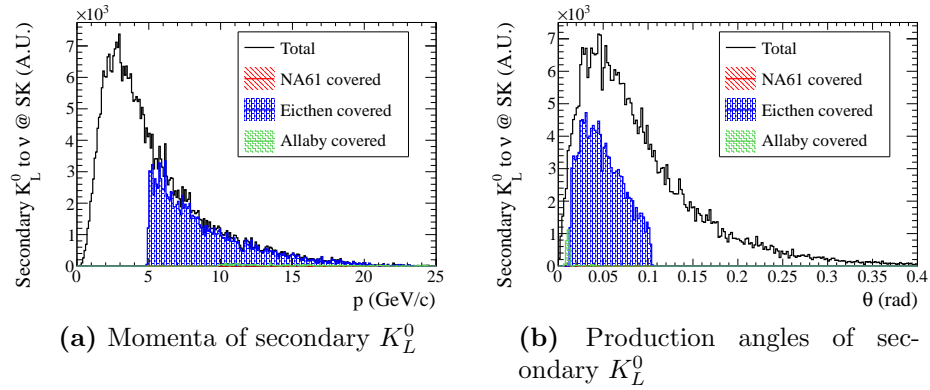 ×10³
Secondary K⁰_L to ν @ SK (A.U.)
7
6
5
4
3
2
1
0
0 5 10 15 20 25
p (GeV/c)
Total
NA61 covered
Eicthen covered
Allaby covered
(a) Momenta of secondary K⁰_L
×10³
Secondary K⁰_L to ν @ SK (A.U.)
7
6
5
4
3
2
1
0
0 0.05 0.1 0.15 0.2 0.25 0.3 0.35 0.4
θ (rad)
Total
NA61 covered
Eicthen covered
Allaby covered
(b) Production angles of sec-
ondary K⁰_L